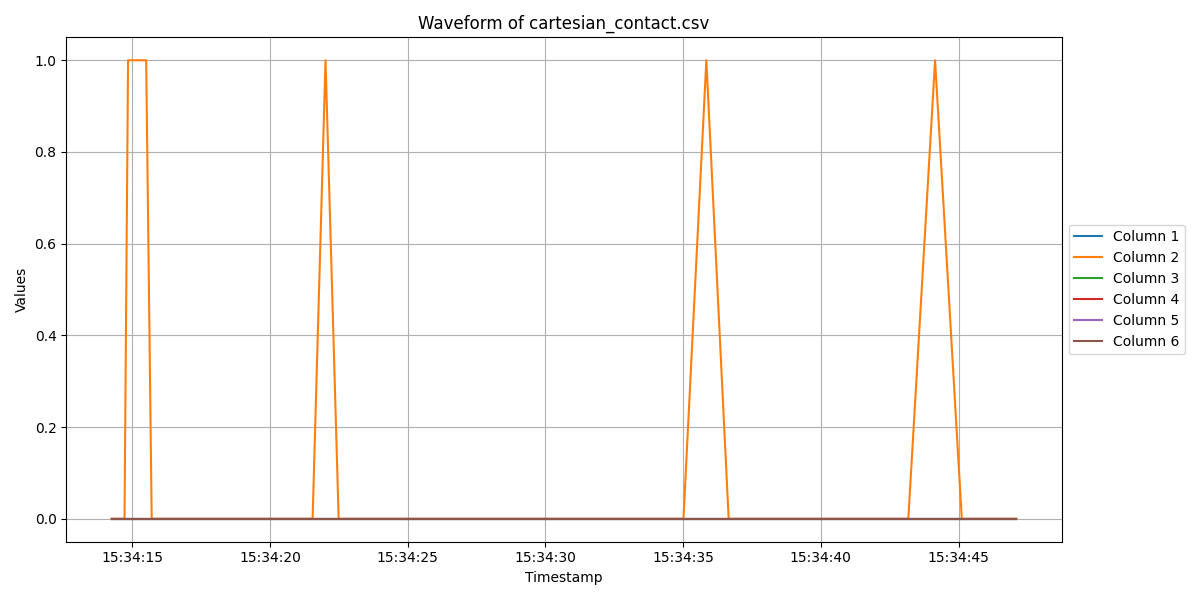 Waveform of cartesian_contact.csv
1.0
0.8
0.6
0.4
0.2
0.0
Values
15:34:15 15:34:20 15:34:25 15:34:30 15:34:35 15:34:40 15:34:45
Timestamp
Column 1
Column 2
Column 3
Column 4
Column 5
Column 6